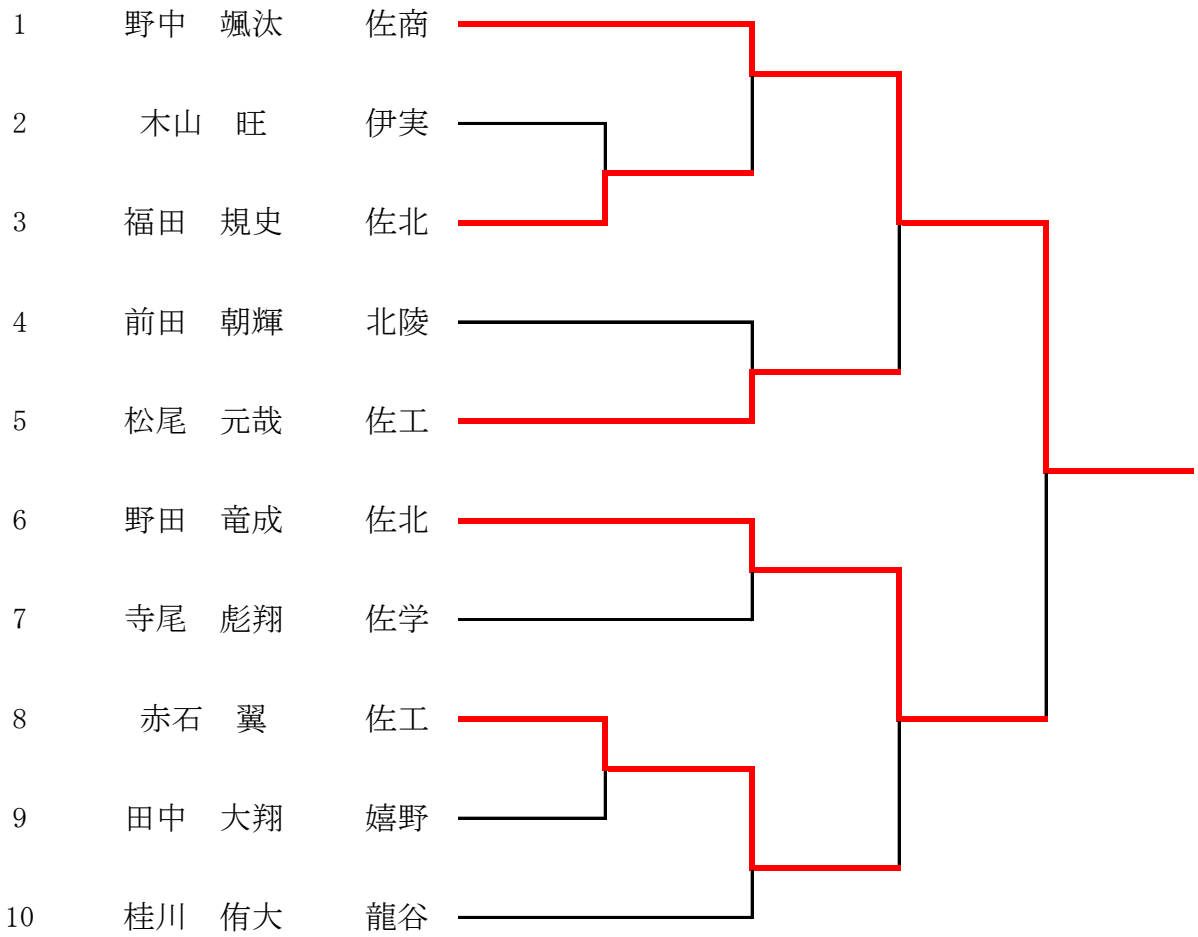 1 野中 颯汰 佐商
2 木山 旺 伊実
3 福田 規史 佐北
4 前田 朝輝 北陵
5 松尾 元哉 佐工
6 野田 竜成 佐北
7 寺尾 彪翔 佐学
8 赤石 翼 佐工
9 田中 大翔 嬉野
10 桂川 侑大 龍谷